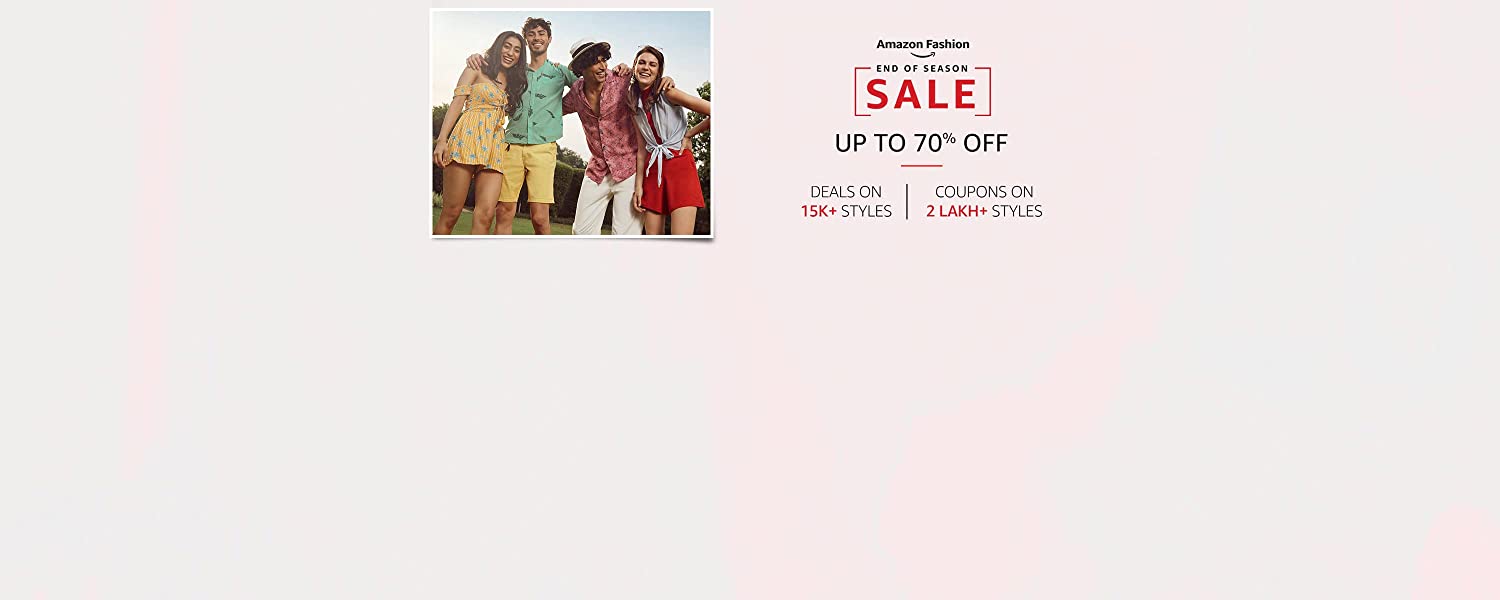 Amazon Fashion
END OF SEASON
SALE
UP TO 70% OFF
DEALS ON
15K+ STYLES
COUPONS ON
2 LAKH+ STYLES